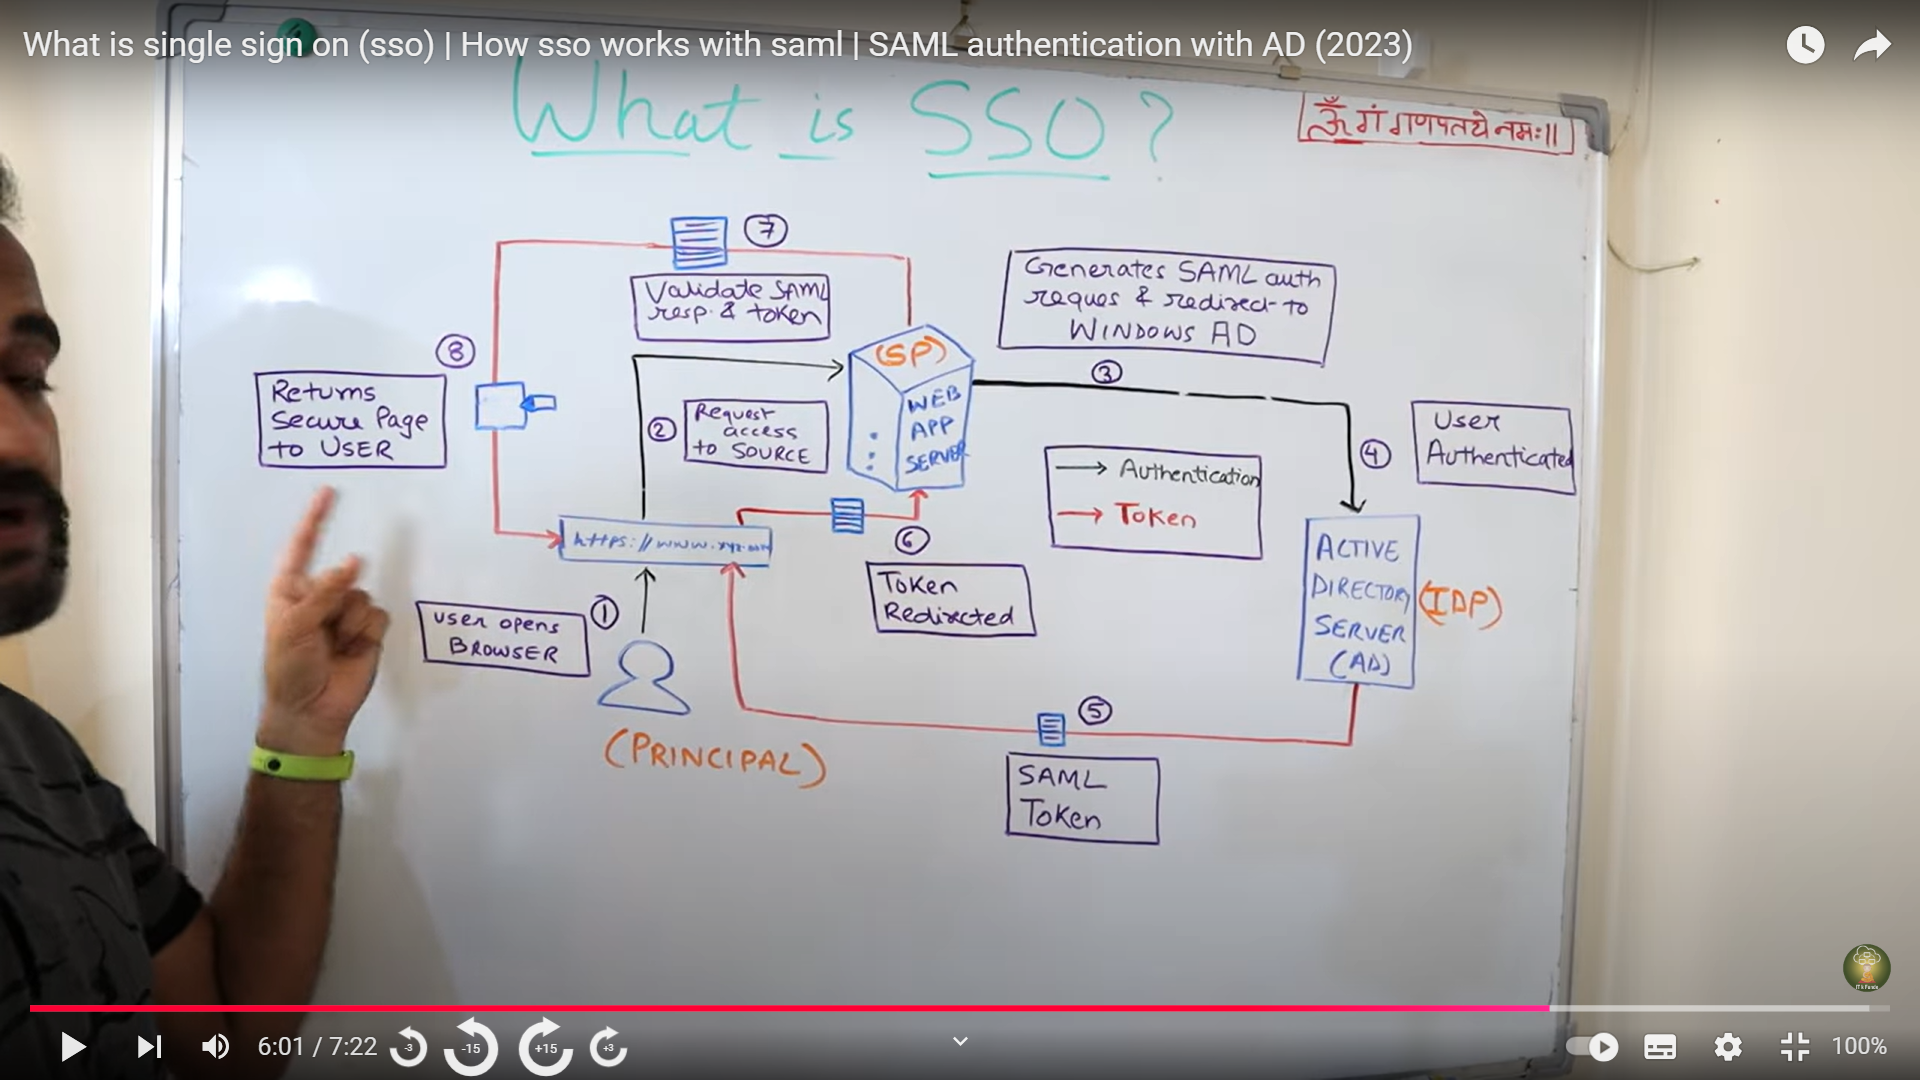 What is single sign on (sso) | How sso works with saml | SAML authentication with AD (2023)
What is SSO?
ॐ गं गणपतये नमः॥
7
Validate SAML
resp. & token
Generates SAML auth
reques & redirect to
WINDOWS AD
8
Returns
Secure Page
to USER
(SP)
WEB
APP
SERVER
3
2
Request
access
to SOURCE
4
User
Authenticated
Authentication
Token
https://www.xyz.com
6
Token
Redirected
ACTIVE
DIRECTORY
SERVER
(AD)
(IDP)
1
user opens
BROWSER
(PRINCIPAL)
5
SAML
Token
6:01 / 7:22
-3
-15
+15
+3
100%